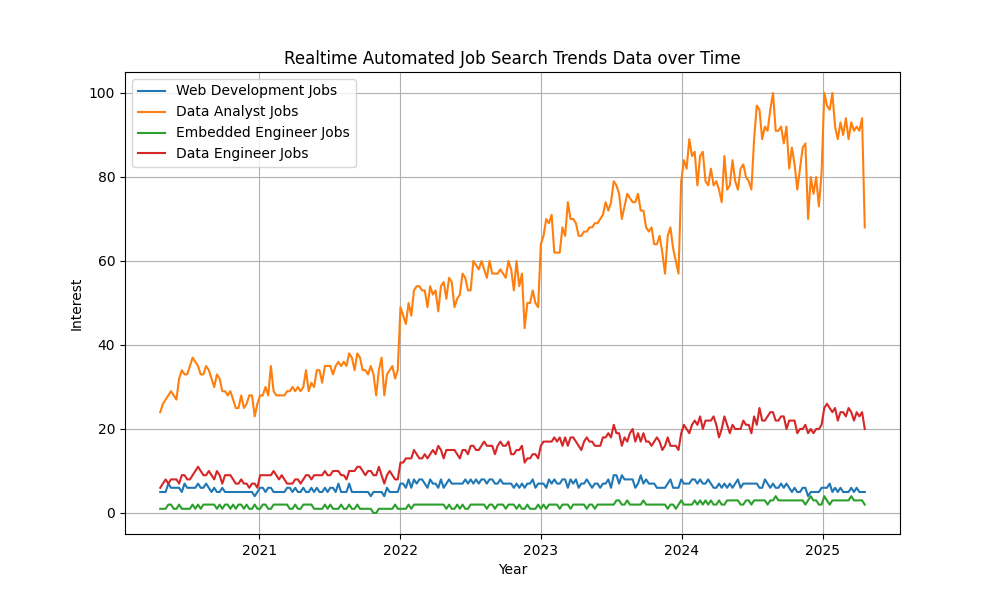 Realtime Automated Job Search Trends Data over Time
Web Development Jobs
Data Analyst Jobs
Embedded Engineer Jobs
Data Engineer Jobs
100
80
60
40
20
0
Interest
2021 2022 2023 2024 2025
Year